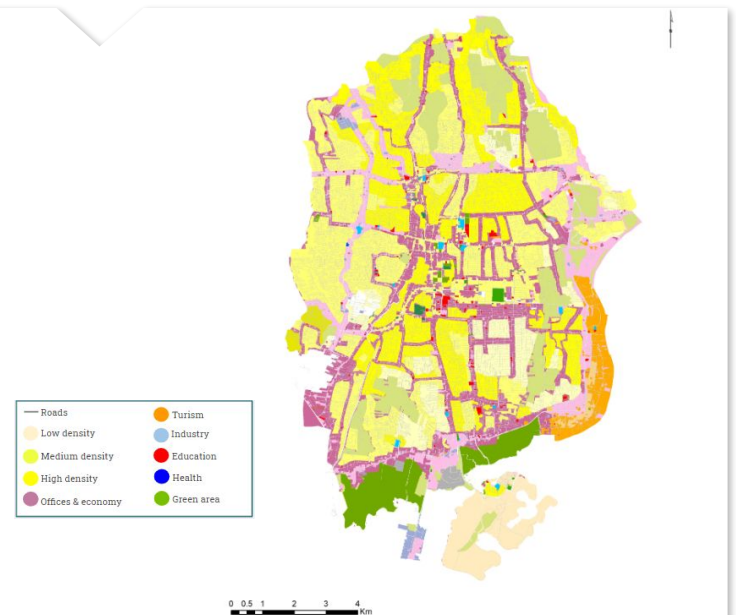 Roads
Low density
Medium density
High density
Offices & economy
Turism
Industry
Education
Health
Green area
0 0.5 1 2 3 4
Km